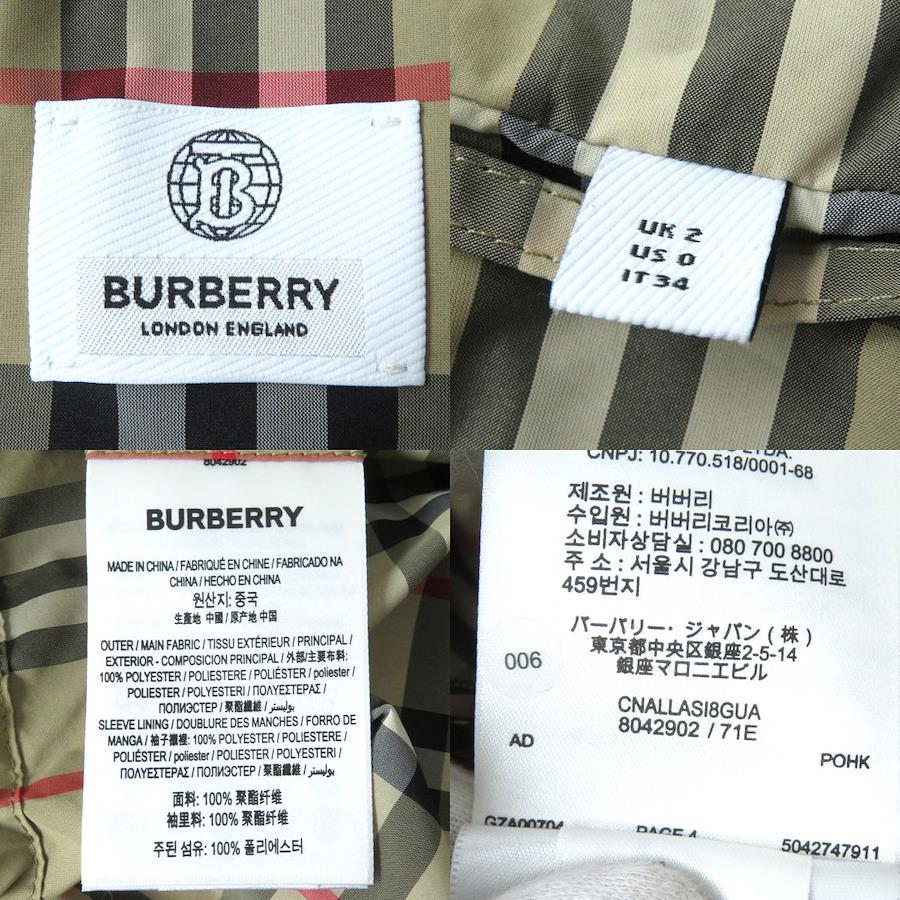 B
BURBERRY
LONDON ENGLAND
UK 2
US 0
IT34
8042902
BURBERRY
MADE IN CHINA / FABRIQUÉ EN CHINE / FABRICADO NA
CHINA / HECHO EN CHINA
원산지: 중국
生產地 中國 / 原产地 中国
OUTER / MAIN FABRIC / TISSU EXTÉRIEUR / PRINCIPAL /
EXTERIOR - COMPOSICION PRINCIPAL / 外部/主要布料:
100% POLYESTER / POLIESTERE / POLIÉSTER / poliester /
POLIESTER / POLYESTERI / ΠΟΛΥΕΣΤΕΡΑΣ /
ПОЛИЭСТЕР / 聚酯纖維 / بوليستر
SLEEVE LINING / DOUBLURE DES MANCHES / FORRO DE
MANGA / 袖子襯裡: 100% POLYESTER / POLIESTERE /
POLIÉSTER / poliester / POLIESTER / POLYESTERI /
ΠΟΛΥΕΣΤΕΡΑΣ / ПОЛИЭСТЕР / 聚酯纖維 / بوليستر
面料: 100% 聚酯纤维
袖里料: 100% 聚酯纤维
주된 섬유: 100% 폴리에스터
LTDA.
CNPJ: 10.770.518/0001-68
제조원 : 버버리
수입원 : 버버리코리아㈜
소비자상담실 : 080 700 8800
주 소 : 서울시 강남구 도산대로
459번지
バーバリー・ジャパン ( 株 )
東京都中央区銀座2-5-14
銀座マロニエビル
006
CNALLASI8GUA
8042902 / 71E
AD
POHK
GZA00704
PAGE 4
5042747911